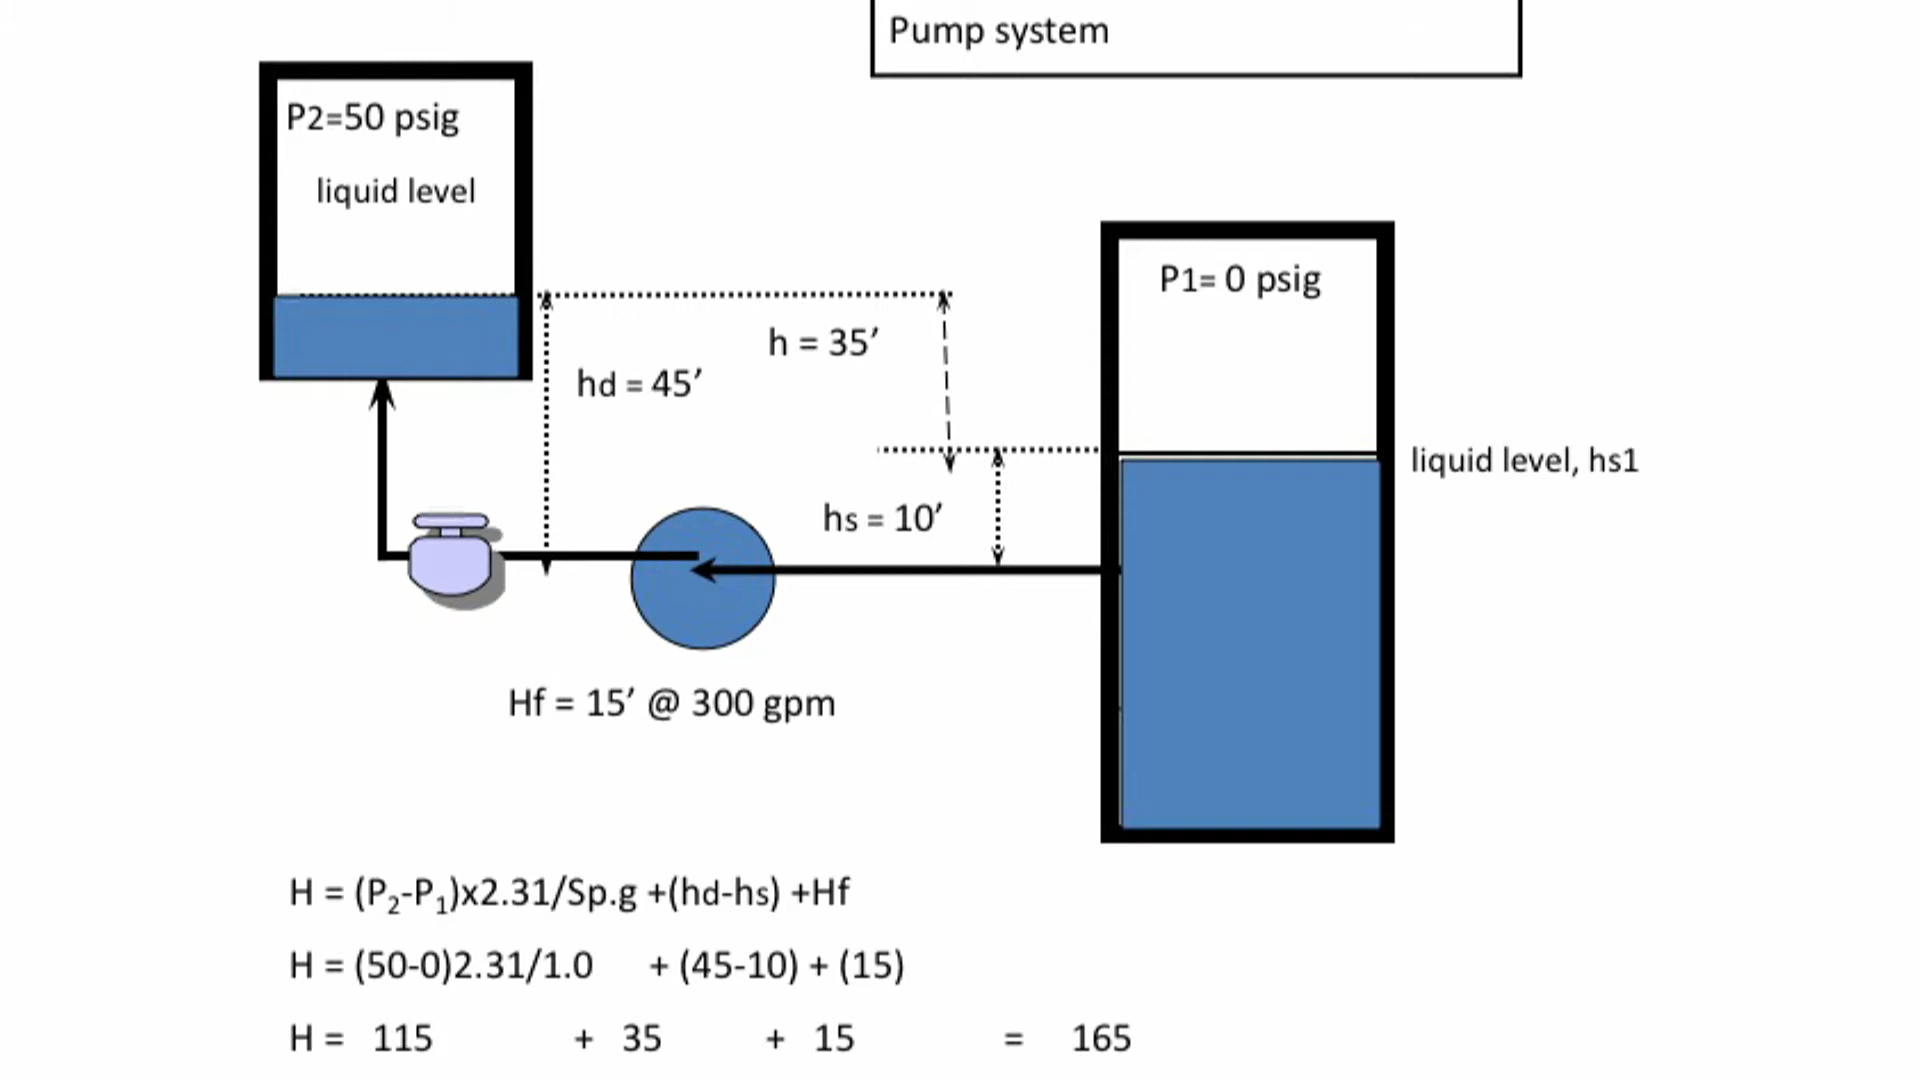 Pump system
P2=50 psig
liquid level
P1= 0 psig
h = 35’
hd = 45’
liquid level, hs1
hs = 10’
Hf = 15’ @ 300 gpm
H = (P₂-P₁)x2.31/Sp.g +(hd-hs) +Hf
H = (50-0)2.31/1.0 + (45-10) + (15)
H = 115 + 35 + 15 = 165